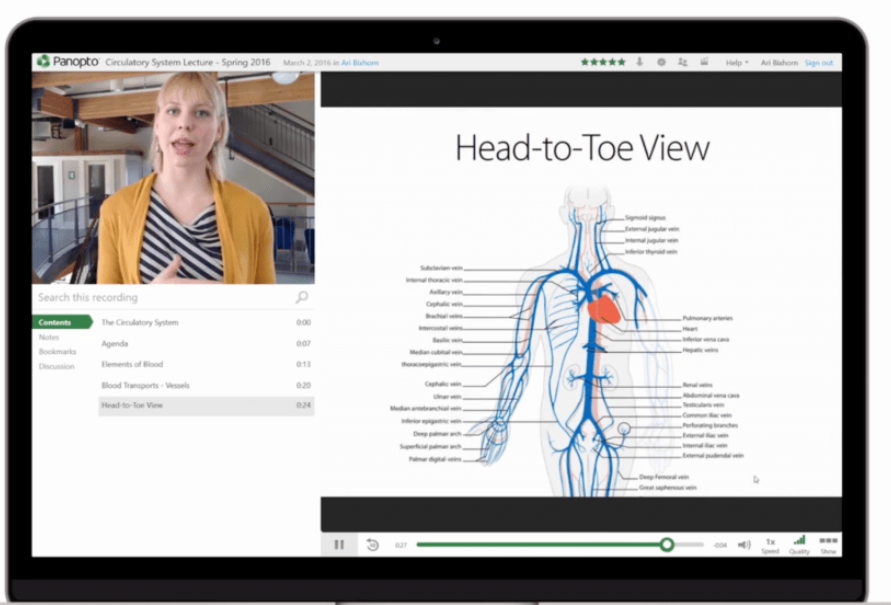 Panopto Circulatory System Lecture - Spring 2016 March 2, 2016 in Ari Bixhorn
Help Ari Bixhorn Sign out
Search this recording
Contents
Notes
Bookmarks
Discussion
The Circulatory System 0:00
Agenda 0:07
Elements of Blood 0:13
Blood Transports - Vessels 0:20
Head-to-Toe View 0:24
Head-to-Toe View
Sigmoid signus
External jugular vein
Internal jugular vein
Inferior thyroid vein
Subclavian vein
Internal thoracic vein
Axillary vein
Cephalic vein
Brachial veins
Intercostal veins
Basilic vein
Median cubital vein
thoracoepigastric vein
Cephalic vein
Ulnar vein
Median antebranchial vein
Inferior epigastric vein
Deep palmar arch
Superficial palmar arch
Palmar digital veins
Pulmonary arteries
Heart
Inferior vena cava
Hepatic veins
Renal veins
Abdominal vena cava
Testicularis vein
Common iliac vein
Perforating branches
External iliac vein
Internal iliac vein
External pudendal vein
Deep Femoral vein
Great saphenous vein
10
0:27
-0:04
1x
Speed
Quality
Show